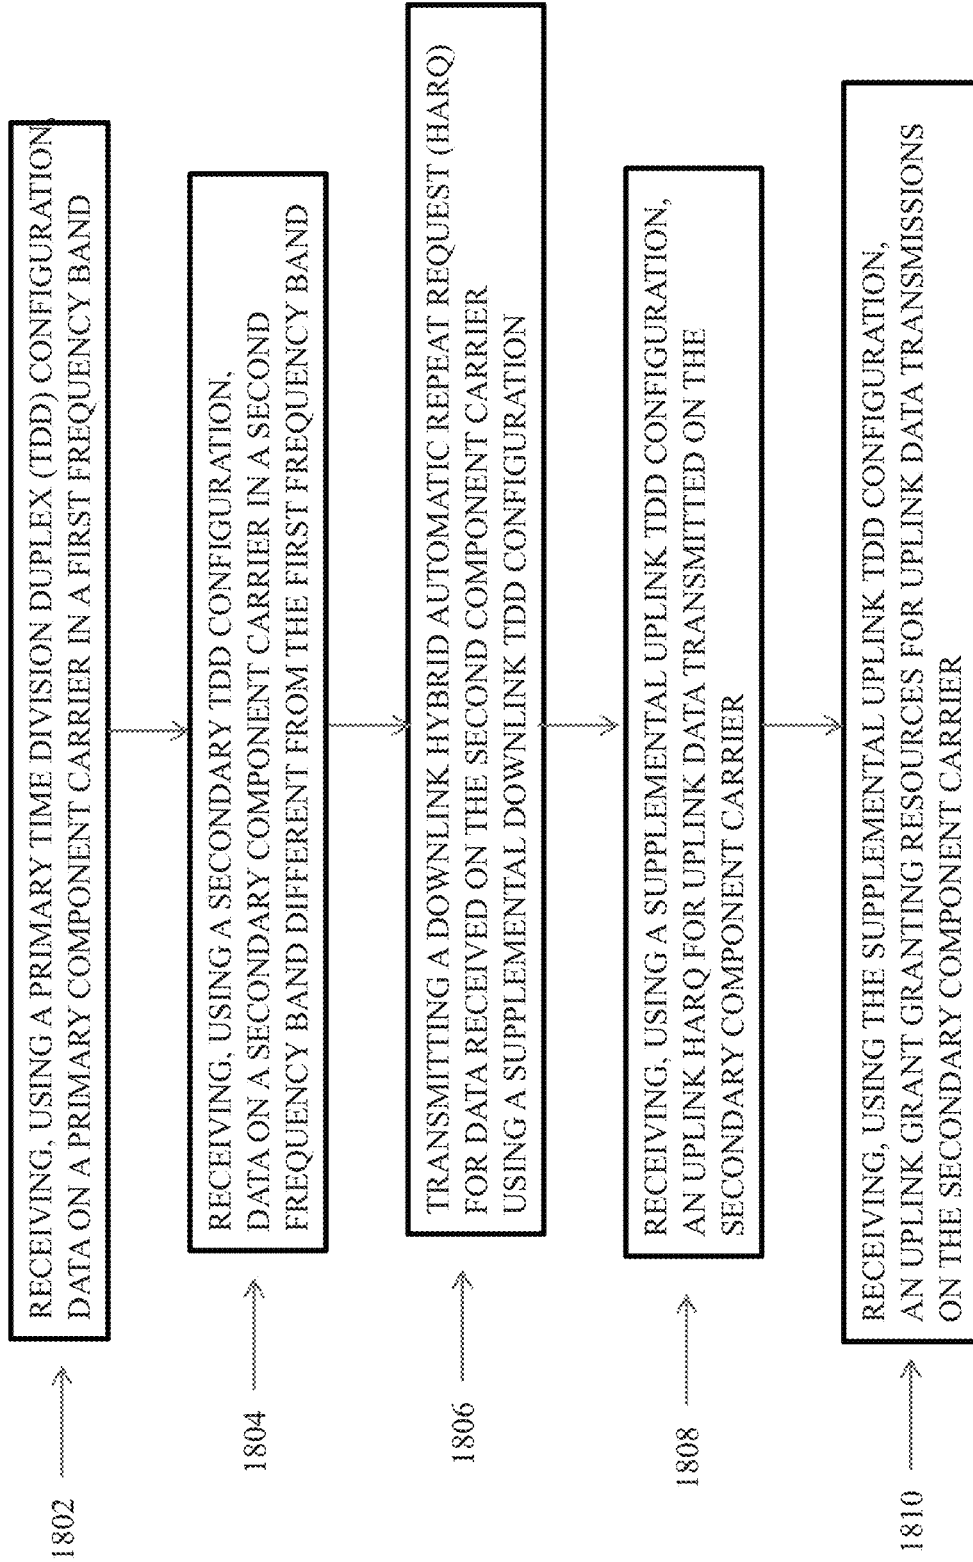 1802
RECEIVING, USING A PRIMARY TIME DIVISION DUPLEX (TDD) CONFIGURATION,
DATA ON A PRIMARY COMPONENT CARRIER IN A FIRST FREQUENCY BAND
1804
RECEIVING, USING A SECONDARY TDD CONFIGURATION,
DATA ON A SECONDARY COMPONENT CARRIER IN A SECOND
FREQUENCY BAND DIFFERENT FROM THE FIRST FREQUENCY BAND
1806
TRANSMITTING A DOWNLINK HYBRID AUTOMATIC REPEAT REQUEST (HARQ)
FOR DATA RECEIVED ON THE SECOND COMPONENT CARRIER
USING A SUPPLEMENTAL DOWNLINK TDD CONFIGURATION
1808
RECEIVING, USING A SUPPLEMENTAL UPLINK TDD CONFIGURATION,
AN UPLINK HARQ FOR UPLINK DATA TRANSMITTED ON THE
SECONDARY COMPONENT CARRIER
1810
RECEIVING, USING THE SUPPLEMENTAL UPLINK TDD CONFIGURATION,
AN UPLINK GRANT GRANTING RESOURCES FOR UPLINK DATA TRANSMISSIONS
ON THE SECONDARY COMPONENT CARRIER